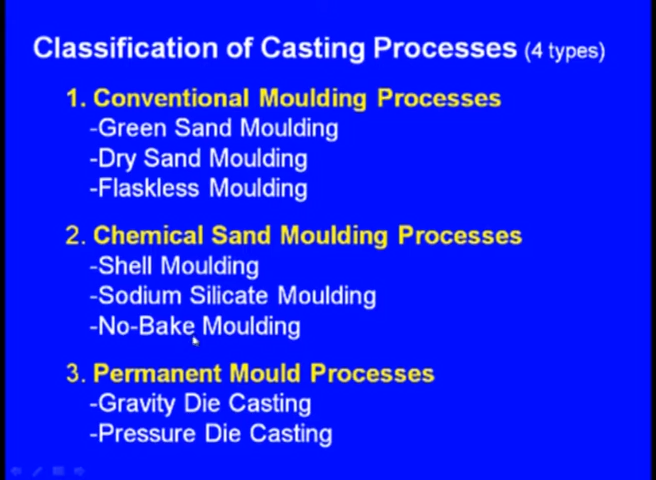 Classification of Casting Processes (4 types)
1. Conventional Moulding Processes
-Green Sand Moulding
-Dry Sand Moulding
-Flaskless Moulding
2. Chemical Sand Moulding Processes
-Shell Moulding
-Sodium Silicate Moulding
-No-Bake Moulding
3. Permanent Mould Processes
-Gravity Die Casting
-Pressure Die Casting